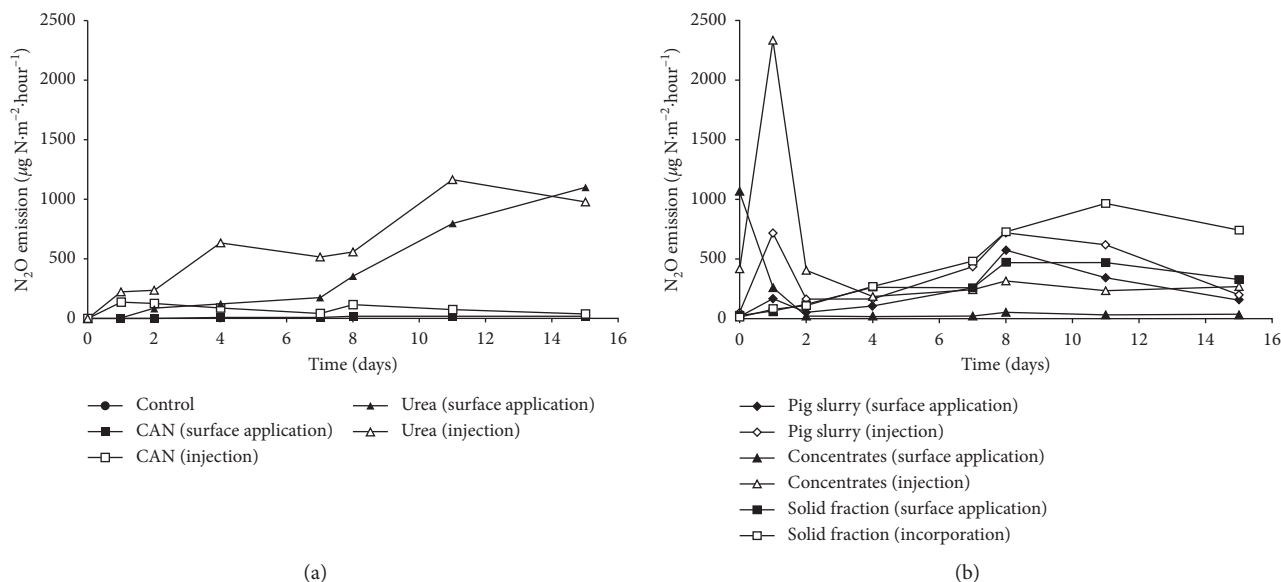 2500
2000
1500
1000
500
0
N₂O emission (μg N·m⁻²·hour⁻¹)
0 2 4 6 8 10 12 14 16
Time (days)
Control
CAN (surface application)
CAN (injection)
Urea (surface application)
Urea (injection)
(a)
2500
2000
1500
1000
500
0
N₂O emission (μg N·m⁻²·hour⁻¹)
0 2 4 6 8 10 12 14 16
Time (days)
Pig slurry (surface application)
Pig slurry (injection)
Concentrates (surface application)
Concentrates (injection)
Solid fraction (surface application)
Solid fraction (incorporation)
(b)